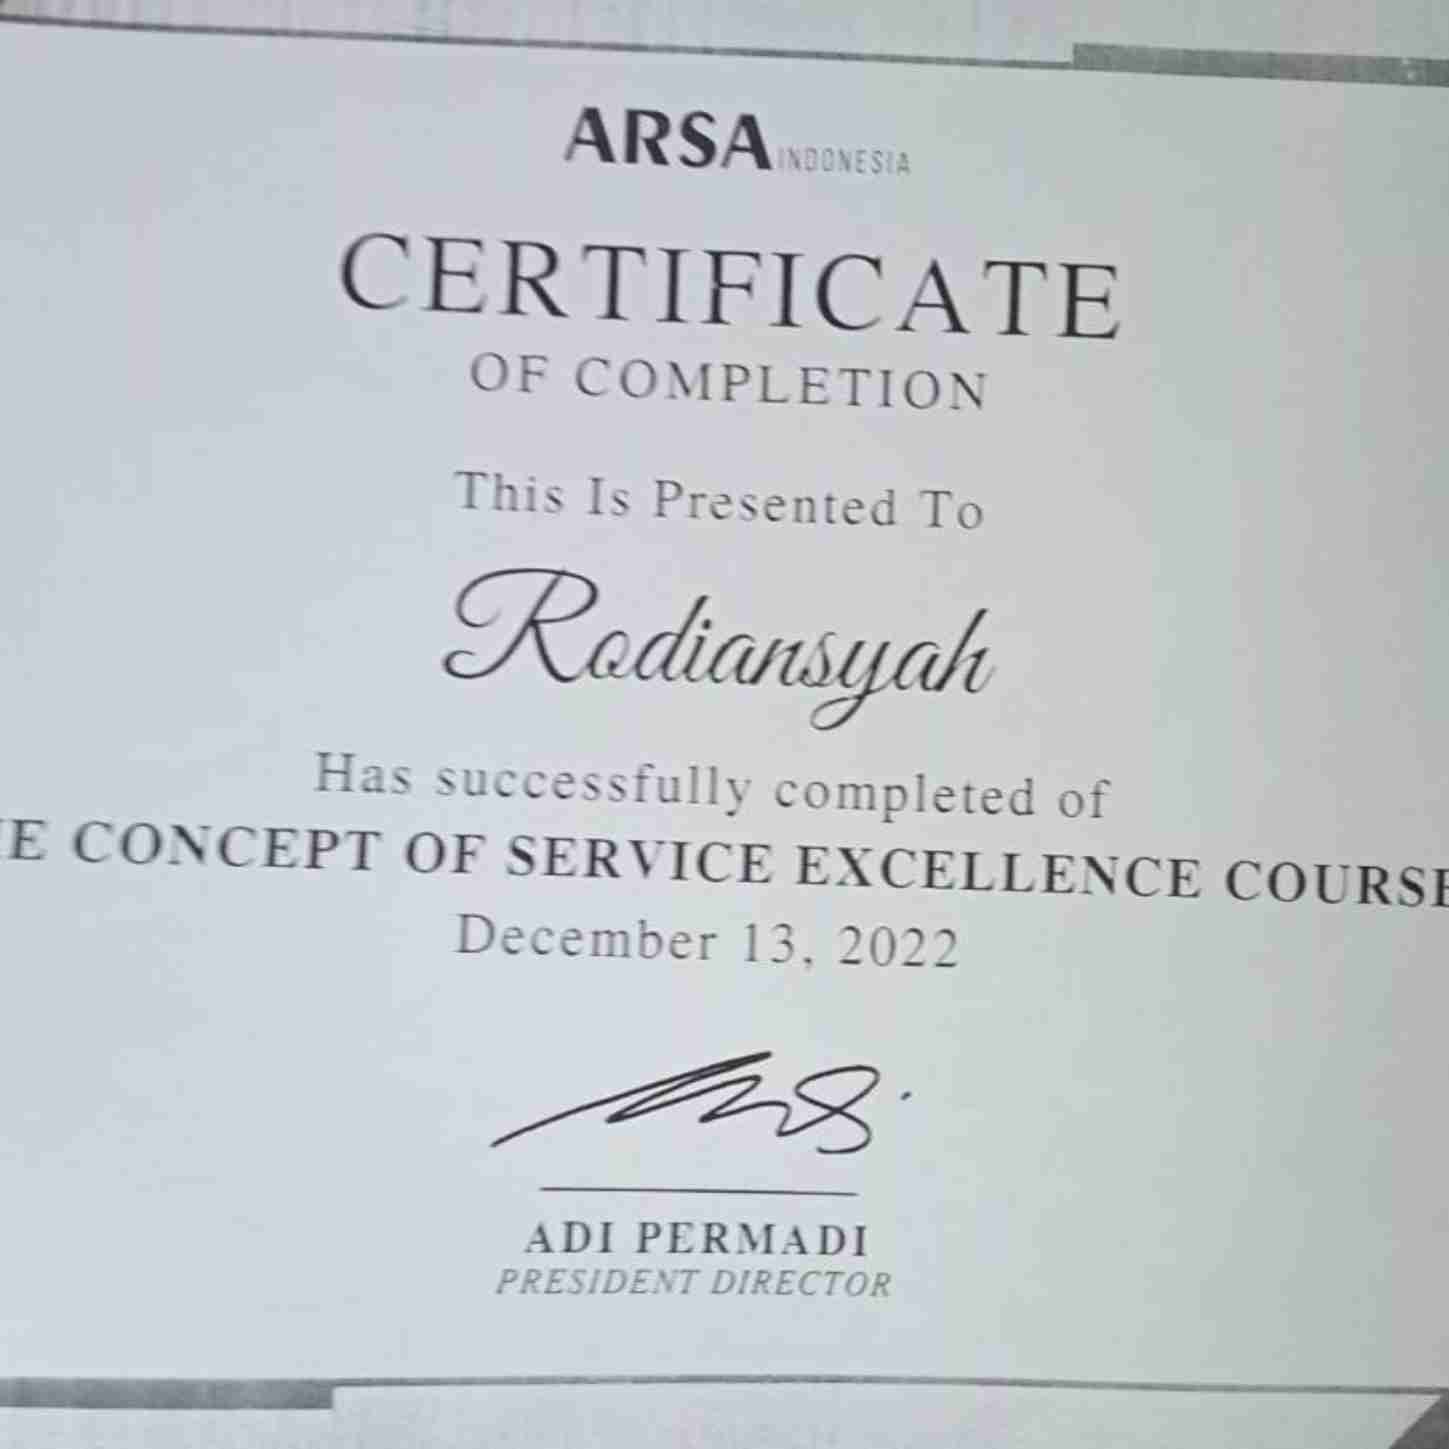 ARSA INDONESIA
CERTIFICATE
OF COMPLETION
This Is Presented To
Rodiansyah
Has successfully completed of
E CONCEPT OF SERVICE EXCELLENCE COURSE
December 13, 2022
ADI PERMADI
PRESIDENT DIRECTOR